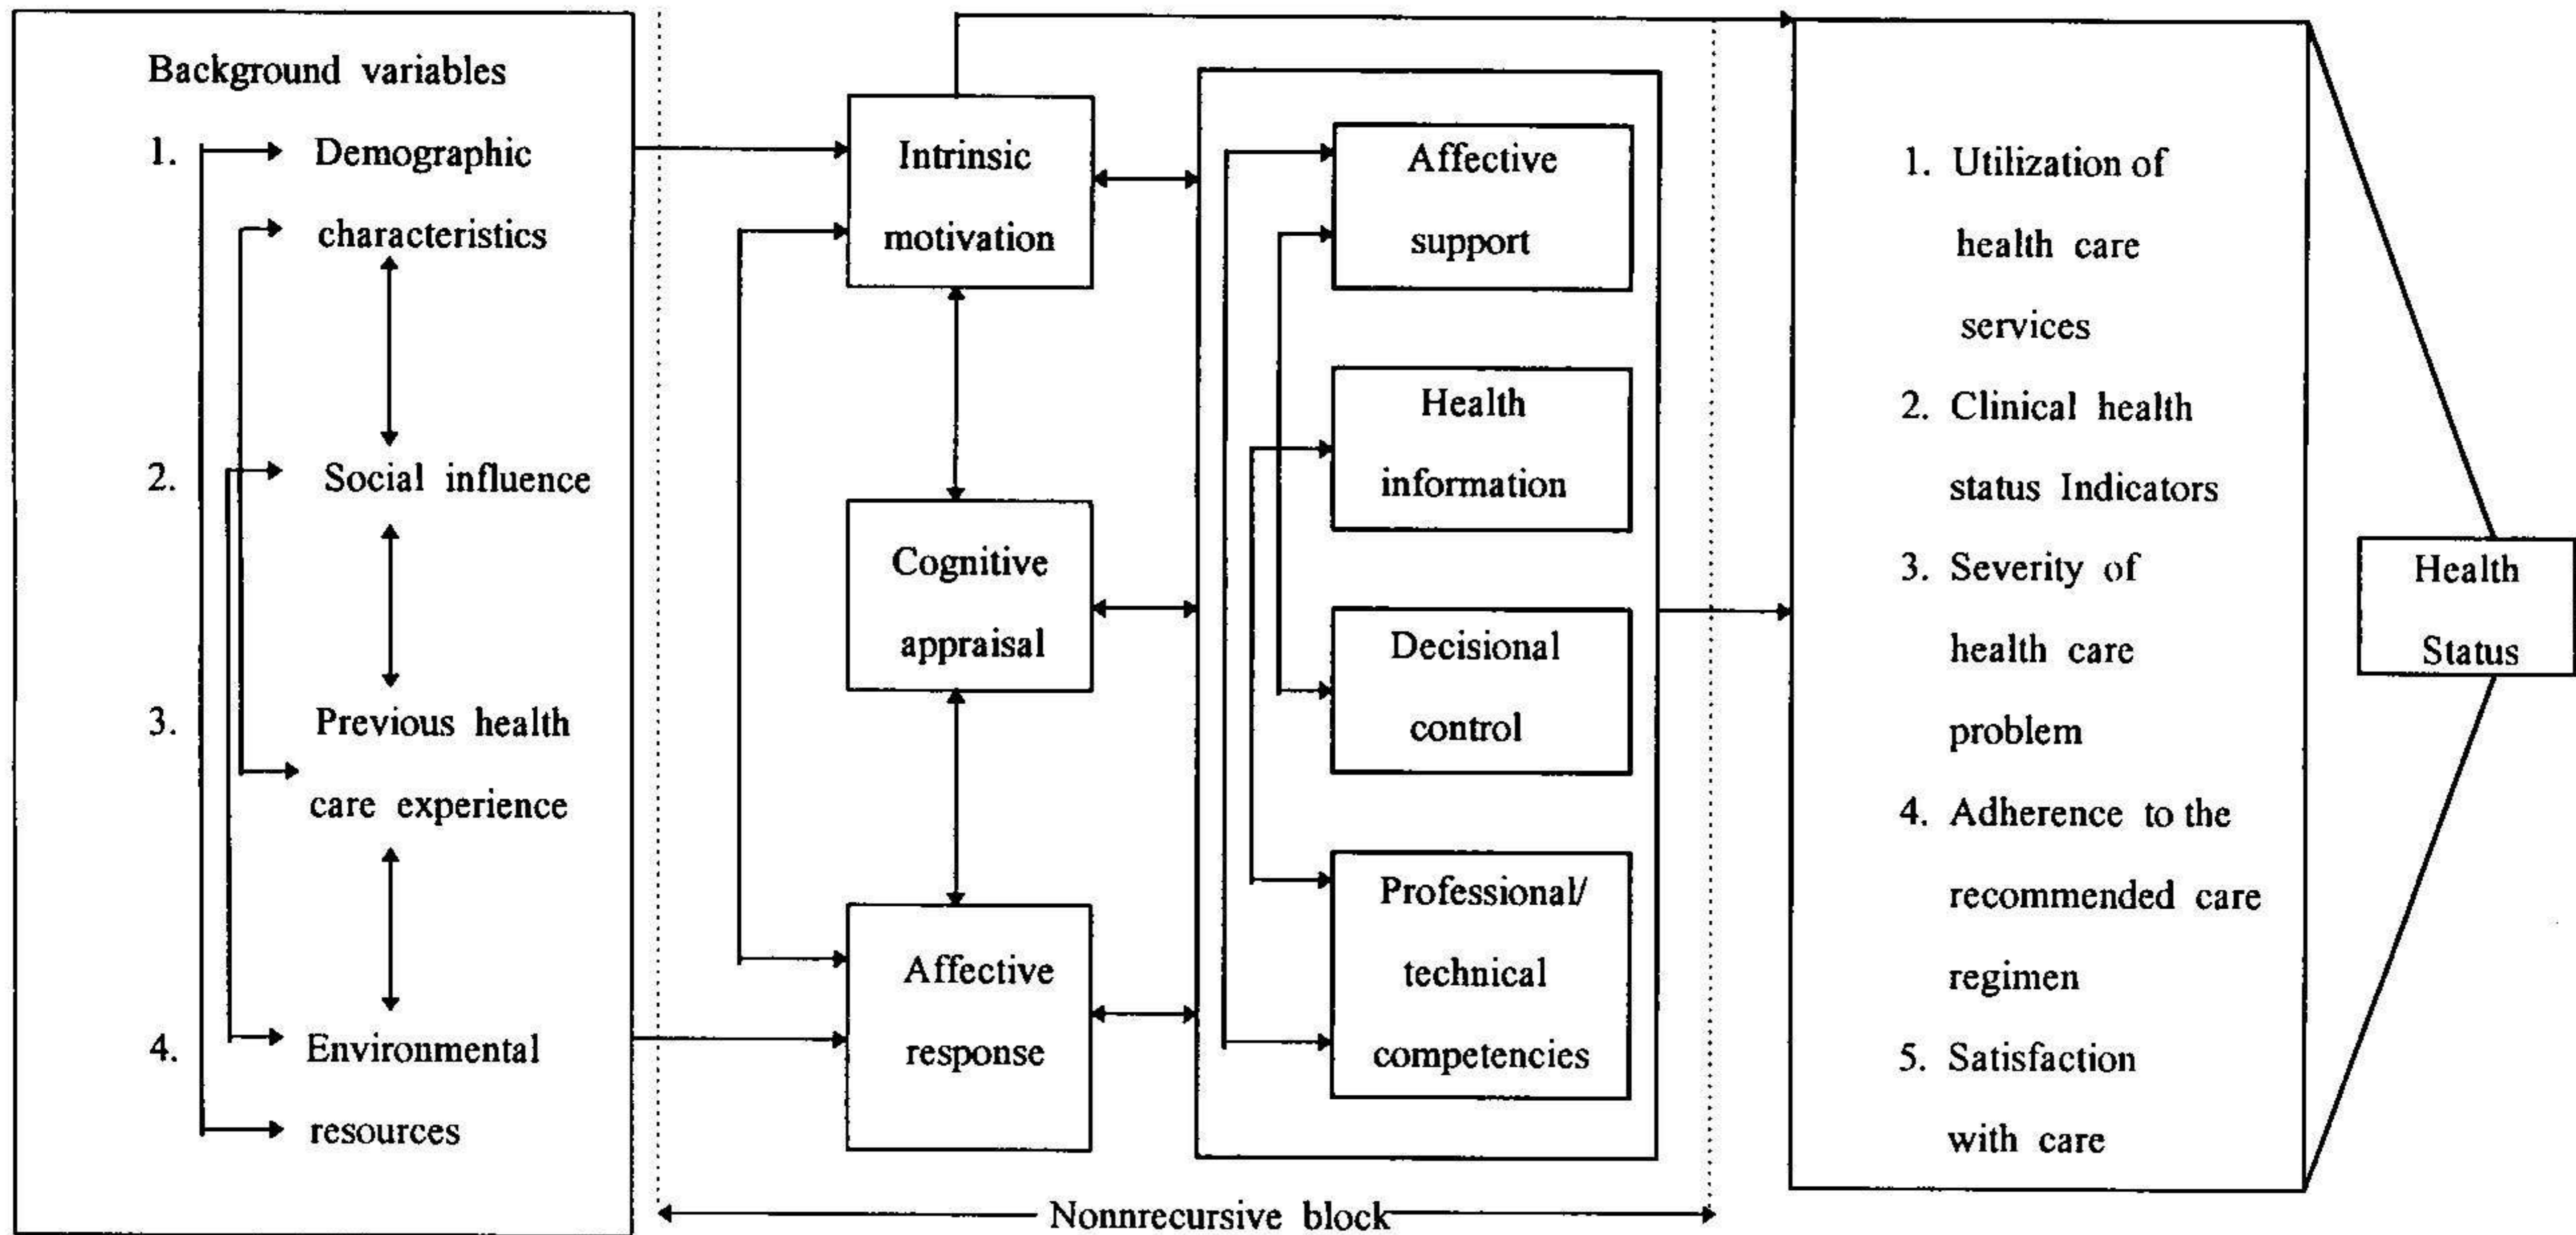 Background variables
1. Demographic
characteristics
2. Social influence
3. Previous health
care experience
4. Environmental
resources
Intrinsic
motivation
Cognitive
appraisal
Affective
response
Affective
support
Health
information
Decisional
control
Professional/
technical
competencies
Nonnrecursive block
1. Utilization of
health care
services
2. Clinical health
status Indicators
3. Severity of
health care
problem
4. Adherence to the
recommended care
regimen
5. Satisfaction
with care
Health
Status